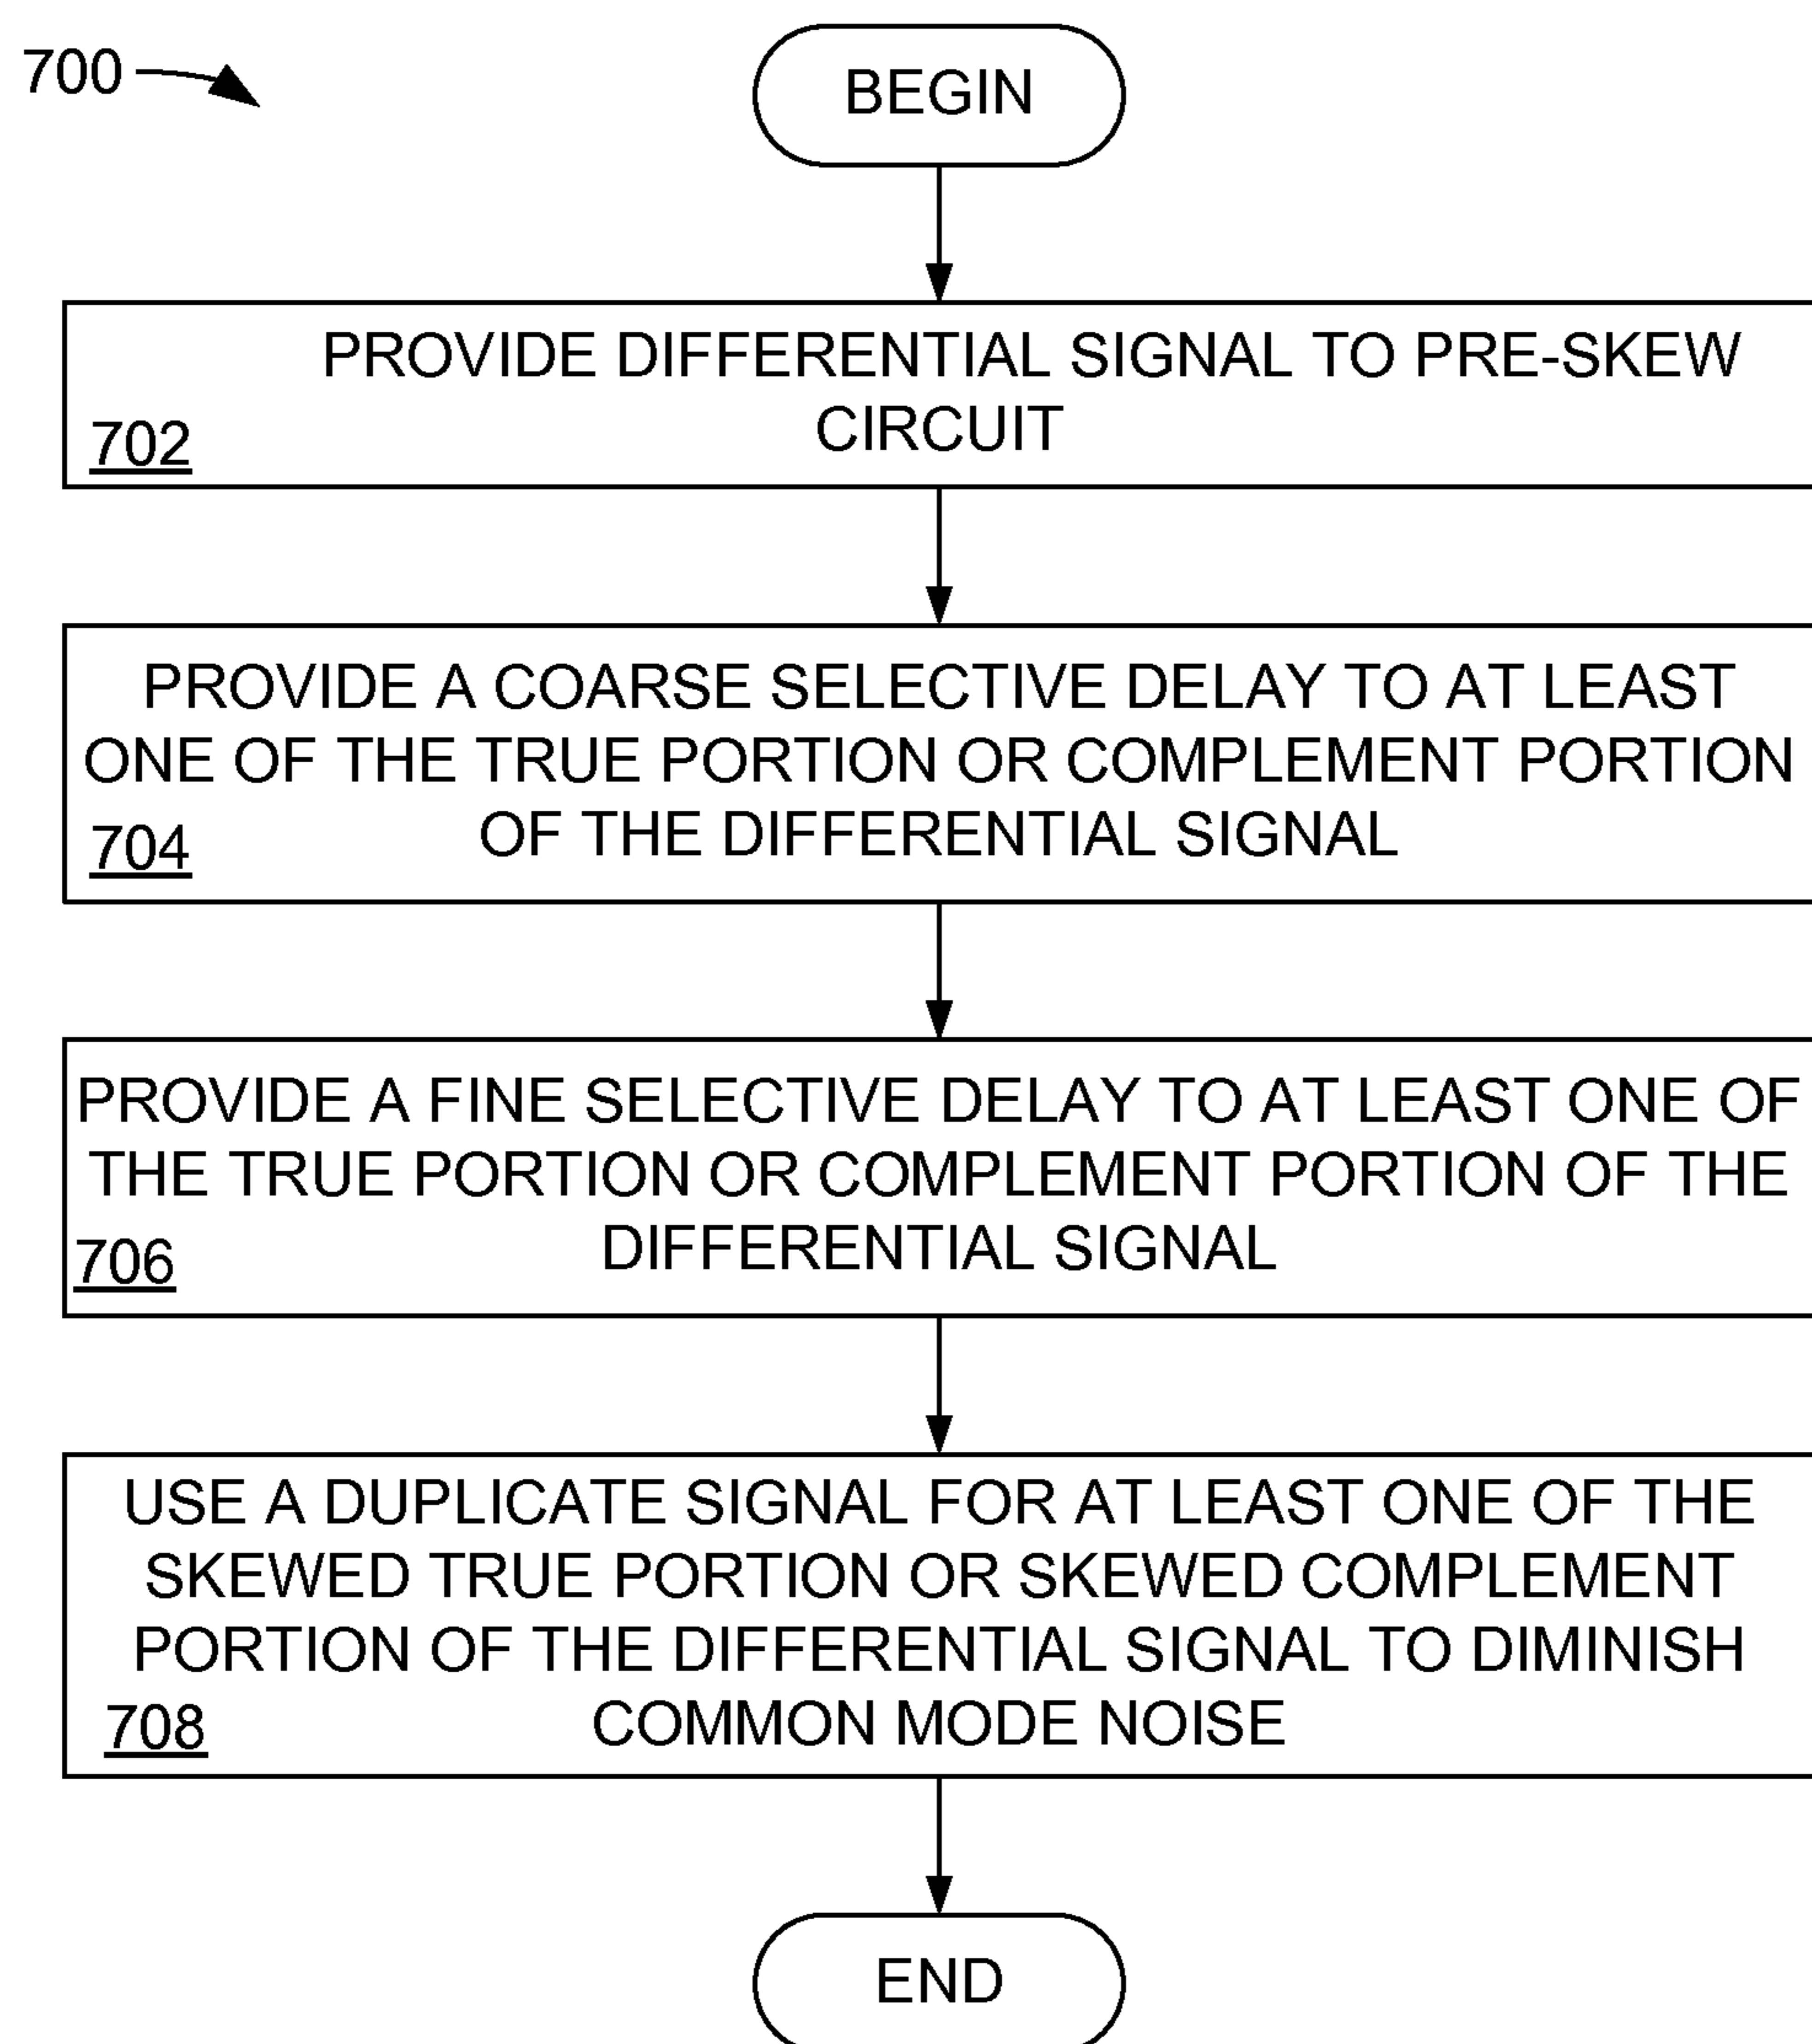 700
BEGIN
PROVIDE DIFFERENTIAL SIGNAL TO PRE-SKEW
CIRCUIT
702
PROVIDE A COARSE SELECTIVE DELAY TO AT LEAST
ONE OF THE TRUE PORTION OR COMPLEMENT PORTION
OF THE DIFFERENTIAL SIGNAL
704
PROVIDE A FINE SELECTIVE DELAY TO AT LEAST ONE OF
THE TRUE PORTION OR COMPLEMENT PORTION OF THE
DIFFERENTIAL SIGNAL
706
USE A DUPLICATE SIGNAL FOR AT LEAST ONE OF THE
SKEWED TRUE PORTION OR SKEWED COMPLEMENT
PORTION OF THE DIFFERENTIAL SIGNAL TO DIMINISH
COMMON MODE NOISE
708
END